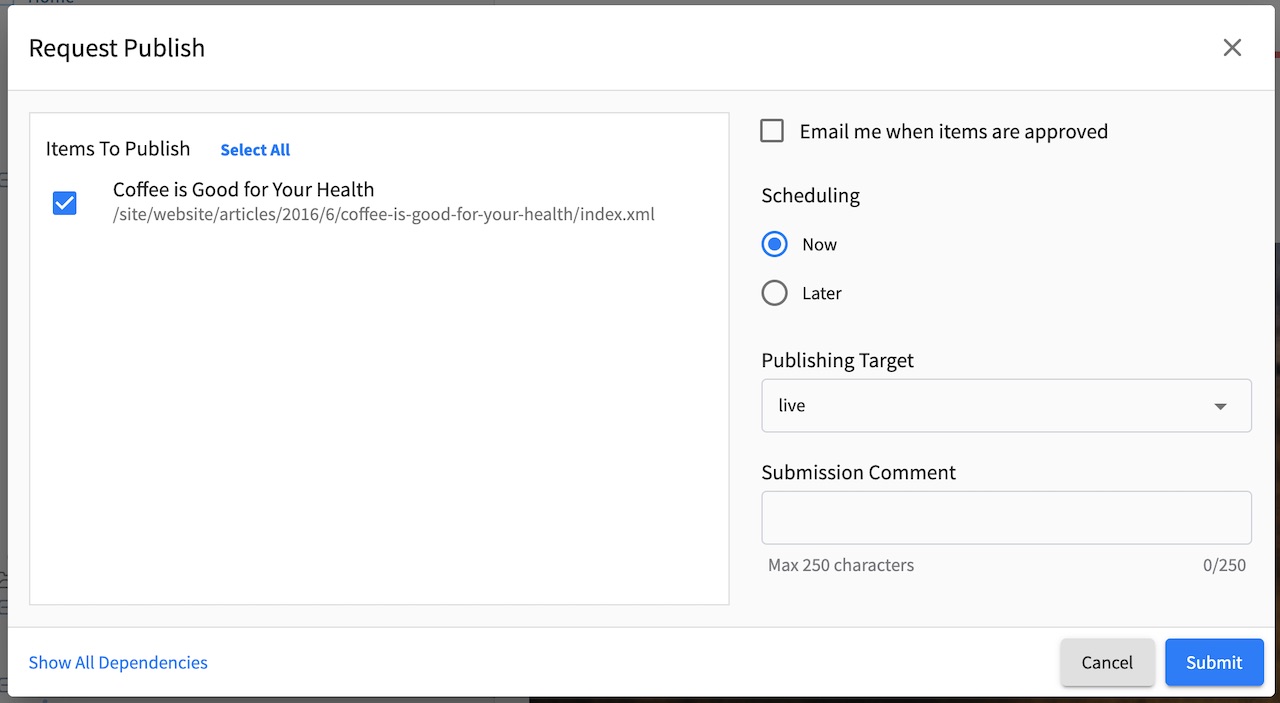 Request Publish
Items To Publish Select All
Coffee is Good for Your Health
/site/website/articles/2016/6/coffee-is-good-for-your-health/index.xml
Email me when items are approved
Scheduling
Now
Later
Publishing Target
live
Submission Comment
Max 250 characters 0/250
Show All Dependencies
Cancel Submit